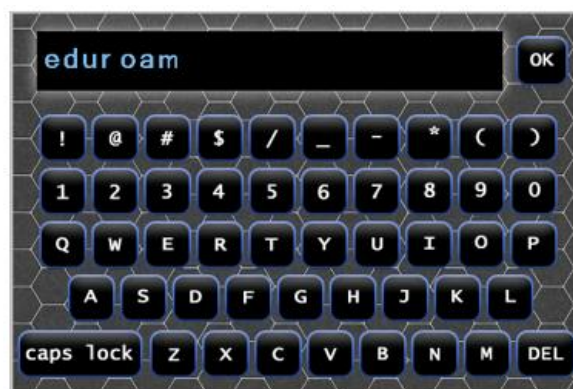 edur oam OK
! @ # $ / _ - * ( )
1 2 3 4 5 6 7 8 9 0
Q W E R T Y U I O P
A S D F G H J K L
caps lock Z X C V B N M DEL